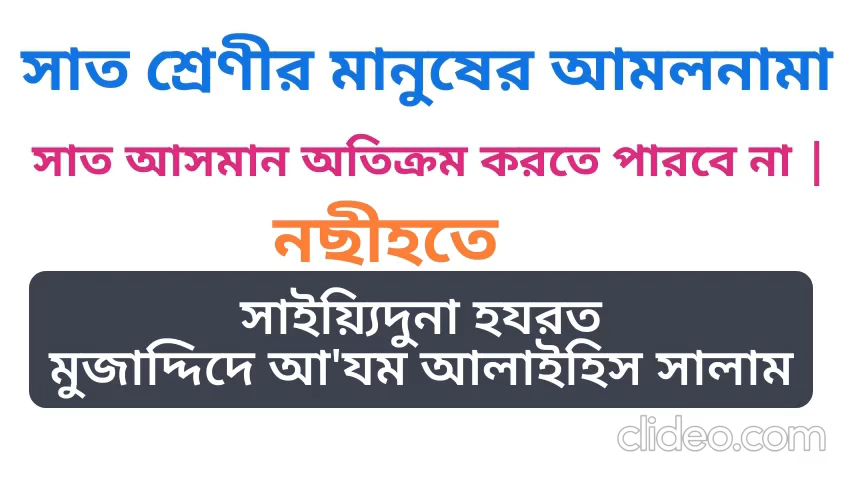 সাত শ্রেণীর মানুষের আমলনামা
সাত আসমান অতিক্রম করতে পারবে না |
নছীহতে
সাইয়্যিদুনা হযরত
মুজাদ্দিদে আ'যম আলাইহিস সালাম
clideo.com